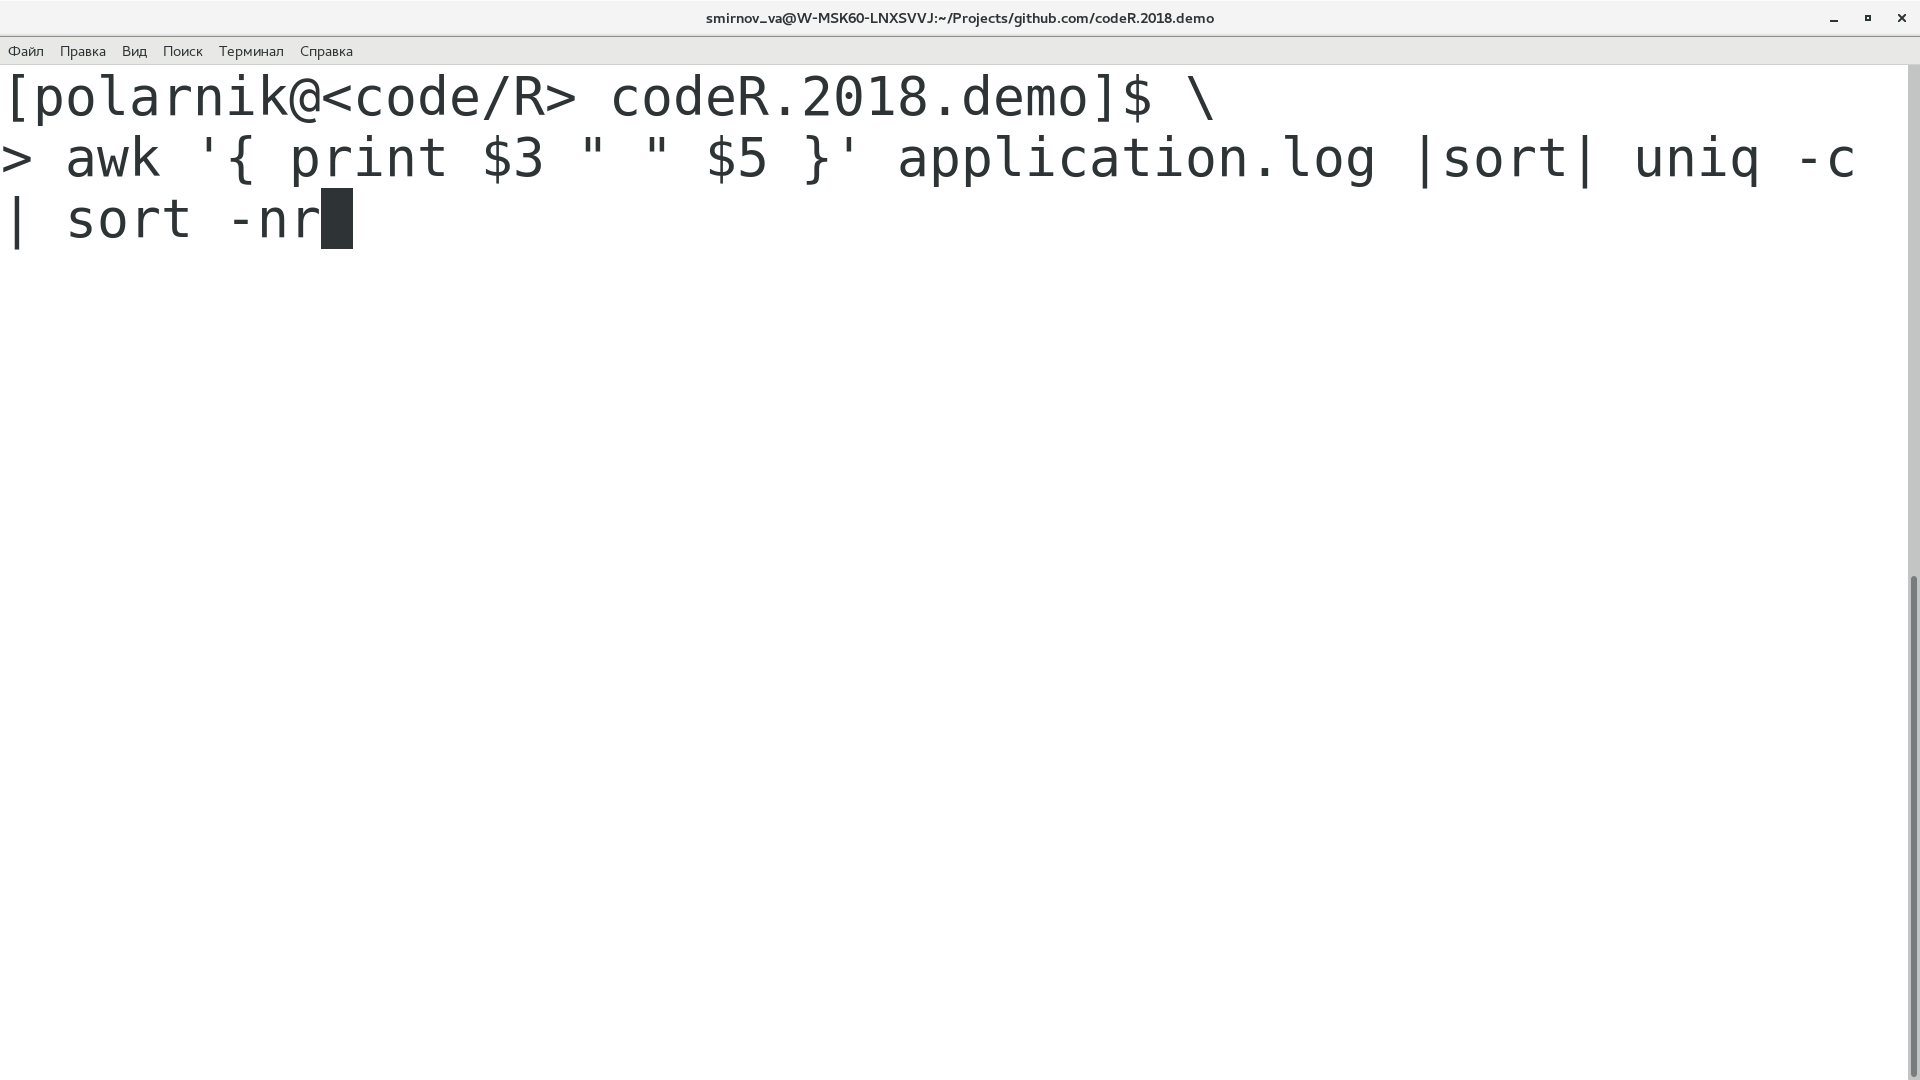 smirnov_va@W-MSK60-LNXSVVJ:~/Projects/github.com/codeR.2018.demo
Файл Правка Вид Поиск Терминал Справка
[polarnik@<code/R> codeR.2018.demo]$ \
> awk '{ print $3 " " $5 }' application.log |sort| uniq -c
| sort -nr